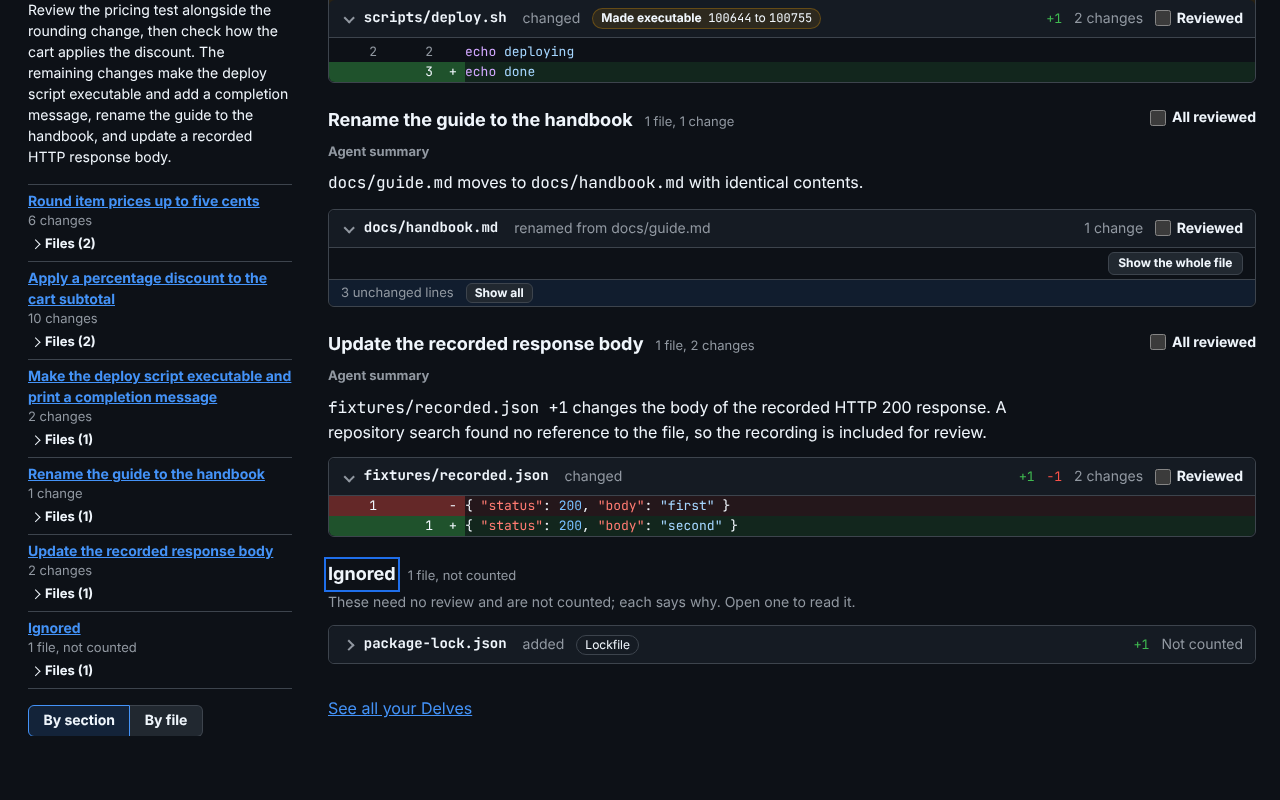 Review the pricing test alongside the
rounding change, then check how the
cart applies the discount. The
remaining changes make the deploy
script executable and add a completion
message, rename the guide to the
handbook, and update a recorded
HTTP response body.
Round item prices up to five cents
6 changes
Files (2)
Apply a percentage discount to the
cart subtotal
10 changes
Files (2)
Make the deploy script executable and
print a completion message
2 changes
Files (1)
Rename the guide to the handbook
1 change
Files (1)
Update the recorded response body
2 changes
Files (1)
Ignored
1 file, not counted
Files (1)
By section By file
scripts/deploy.sh changed Made executable 100644 to 100755 +1 2 changes Reviewed
2 2 echo deploying
3 + echo done
Rename the guide to the handbook 1 file, 1 change All reviewed
Agent summary
docs/guide.md moves to docs/handbook.md with identical contents.
docs/handbook.md renamed from docs/guide.md 1 change Reviewed
Show the whole file
3 unchanged lines Show all
Update the recorded response body 1 file, 2 changes All reviewed
Agent summary
fixtures/recorded.json +1 changes the body of the recorded HTTP 200 response. A
repository search found no reference to the file, so the recording is included for review.
fixtures/recorded.json changed +1 -1 2 changes Reviewed
1 - { "status": 200, "body": "first" }
1 + { "status": 200, "body": "second" }
Ignored 1 file, not counted
These need no review and are not counted; each says why. Open one to read it.
package-lock.json added Lockfile +1 Not counted
See all your Delves